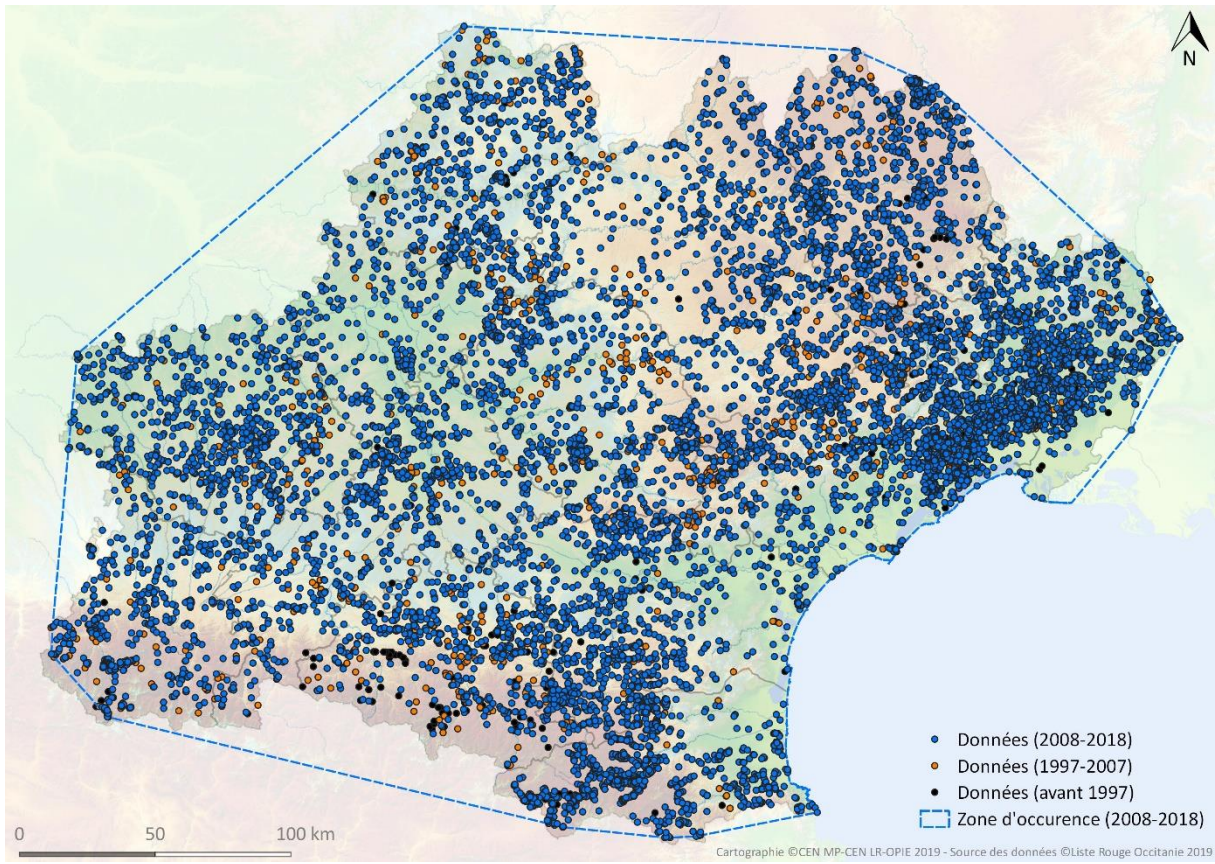 N
Données (2008-2018)
Données (1997-2007)
Données (avant 1997)
Zone d'occurence (2008-2018)
0 50 100 km
Cartographie ©CEN MP-CEN LR-OPIE 2019 - Source des données ©Liste Rouge Occitanie 2019